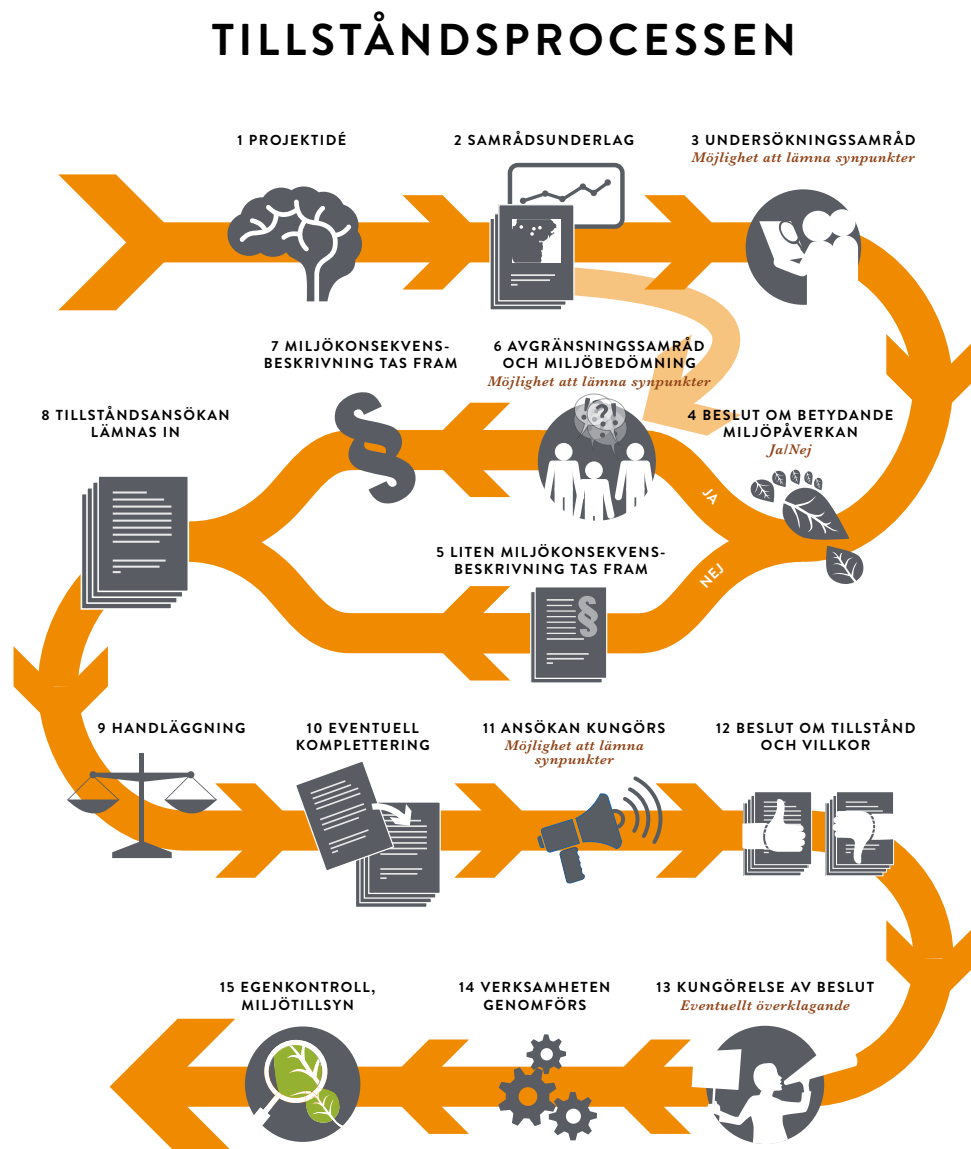 TILLSTÅNDSPROCESSEN
1 PROJEKTIDÉ
2 SAMRÅDSUNDERLAG
3 UNDERSÖKNINGSSAMRÅD
Möjlighet att lämna synpunkter
4 BESLUT OM BETYDANDE
MILJÖPÅVERKAN
Ja/Nej
JA
NEJ
5 LITEN MILJÖKONSEKVENS-
BESKRIVNING TAS FRAM
§
6 AVGRÄNSNINGSSAMRÅD
OCH MILJÖBEDÖMNING
Möjlighet att lämna synpunkter
!?!
7 MILJÖKONSEKVENS-
BESKRIVNING TAS FRAM
§
8 TILLSTÅNDSANSÖKAN
LÄMNAS IN
9 HANDLÄGGNING
10 EVENTUELL
KOMPLETTERING
11 ANSÖKAN KUNGÖRS
Möjlighet att lämna
synpunkter
12 BESLUT OM TILLSTÅND
OCH VILLKOR
13 KUNGÖRELSE AV BESLUT
Eventuellt överklagande
14 VERKSAMHETEN
GENOMFÖRS
15 EGENKONTROLL,
MILJÖTILLSYN